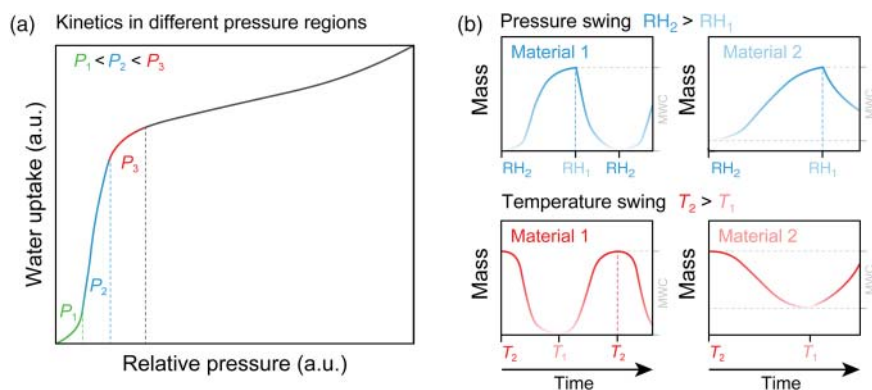 (a) Kinetics in different pressure regions
P₁ < P₂ < P₃
P₃
P₂
P₁
Water uptake (a.u.)
Relative pressure (a.u.)
(b) Pressure swing RH₂ > RH₁
Material 1
Mass
MWC
RH₂ RH₁ RH₂
Material 2
Mass
MWC
RH₂ RH₁
Temperature swing T₂ > T₁
Material 1
Mass
MWC
T₂ T₁ T₂
Time
Material 2
Mass
MWC
T₂ T₁
Time